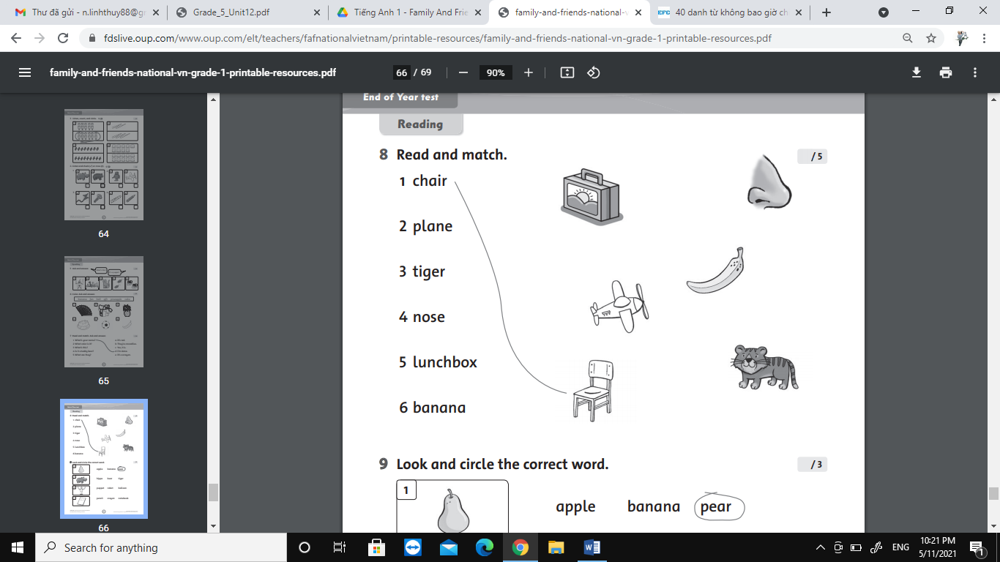 Thư đã gửi - n.linhthuy88@g
Grade_5_Unit12.pdf
Tiếng Anh 1 - Family And Frie
family-and-friends-national-v
EFC 40 danh từ không bao giờ ch
fdslive.oup.com/www.oup.com/elt/teachers/fafnationalvietnam/printable-resources/family-and-friends-national-vn-grade-1-printable-resources.pdf
family-and-friends-national-vn-grade-1-printable-resources.pdf
66 / 69
90%
64
65
66
End of Year test
Reading
8 Read and match.
/ 5
1 chair
2 plane
3 tiger
4 nose
5 lunchbox
6 banana
9 Look and circle the correct word.
/ 3
1
apple banana pear
Search for anything
ENG
10:21 PM
5/11/2021
1